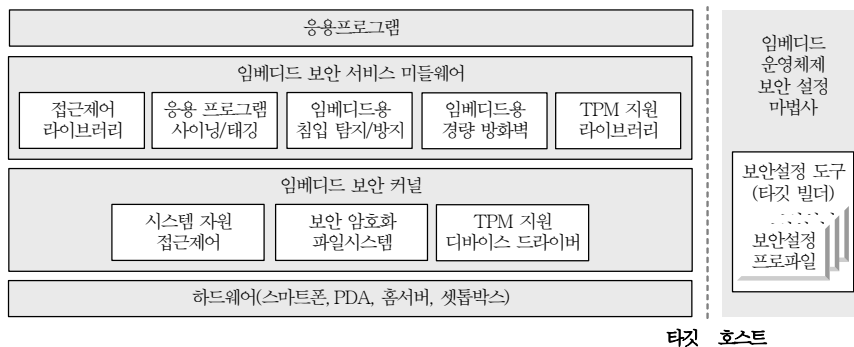 응용프로그램
임베디드 보안 서비스 미들웨어
접근제어
라이브러리
응용 프로그램
사이닝/태깅
임베디드용
침입 탐지/방지
임베디드용
경량 방화벽
TPM 지원
라이브러리
임베디드 보안 커널
시스템 자원
접근제어
보안 암호화
파일시스템
TPM 지원
디바이스 드라이버
하드웨어(스마트폰, PDA, 홈서버, 셋톱박스)
임베디드
운영체제
보안 설정
마법사
보안설정 도구
(타깃 빌더)
보안설정
프로파일
타깃 호스트